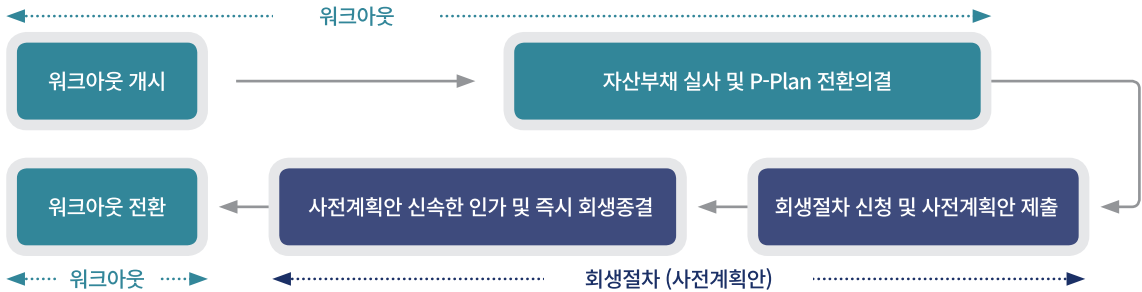 워크아웃
워크아웃 개시
자산부채 실사 및 P-Plan 전환의결
워크아웃 전환
사전계획안 신속한 인가 및 즉시 회생종결
회생절차 신청 및 사전계획안 제출
워크아웃
회생절차 (사전계획안)